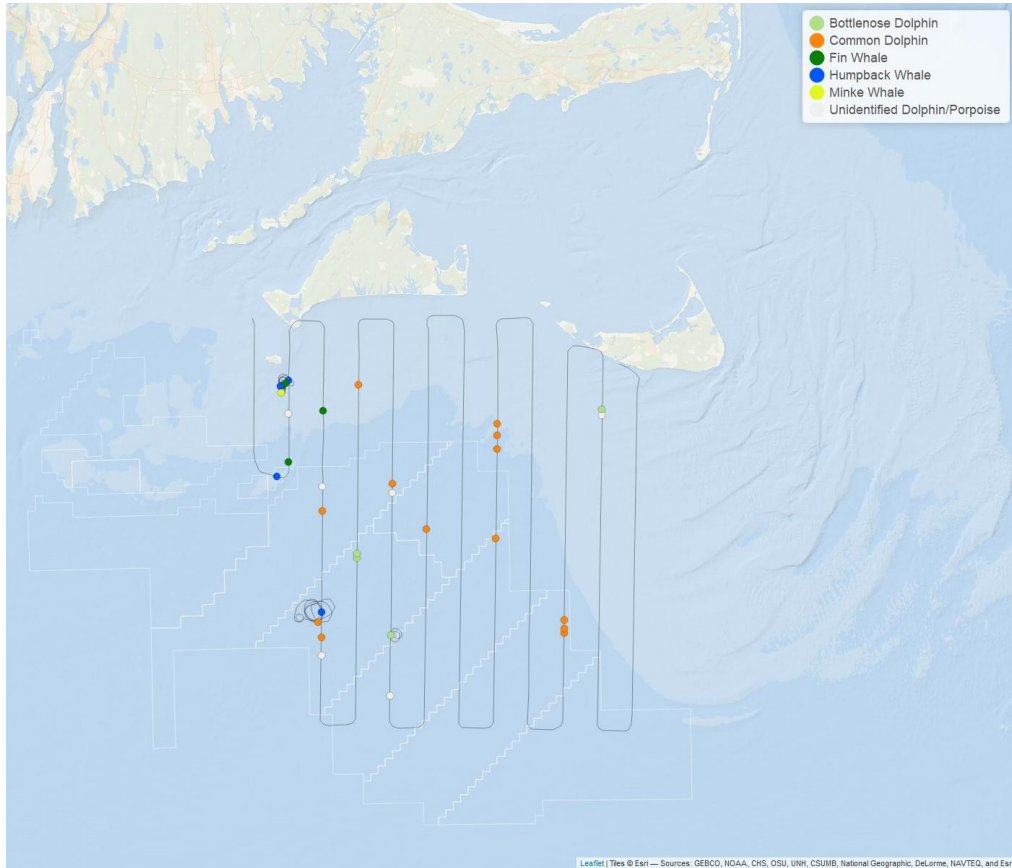 Bottlenose Dolphin
Common Dolphin
Fin Whale
Humpback Whale
Minke Whale
Unidentified Dolphin/Porpoise
Leaflet | Tiles © Esri — Sources: GEBCO, NOAA, CHS, OSU, UNH, CSUMB, National Geographic, DeLorme, NAVTEQ, and Esri